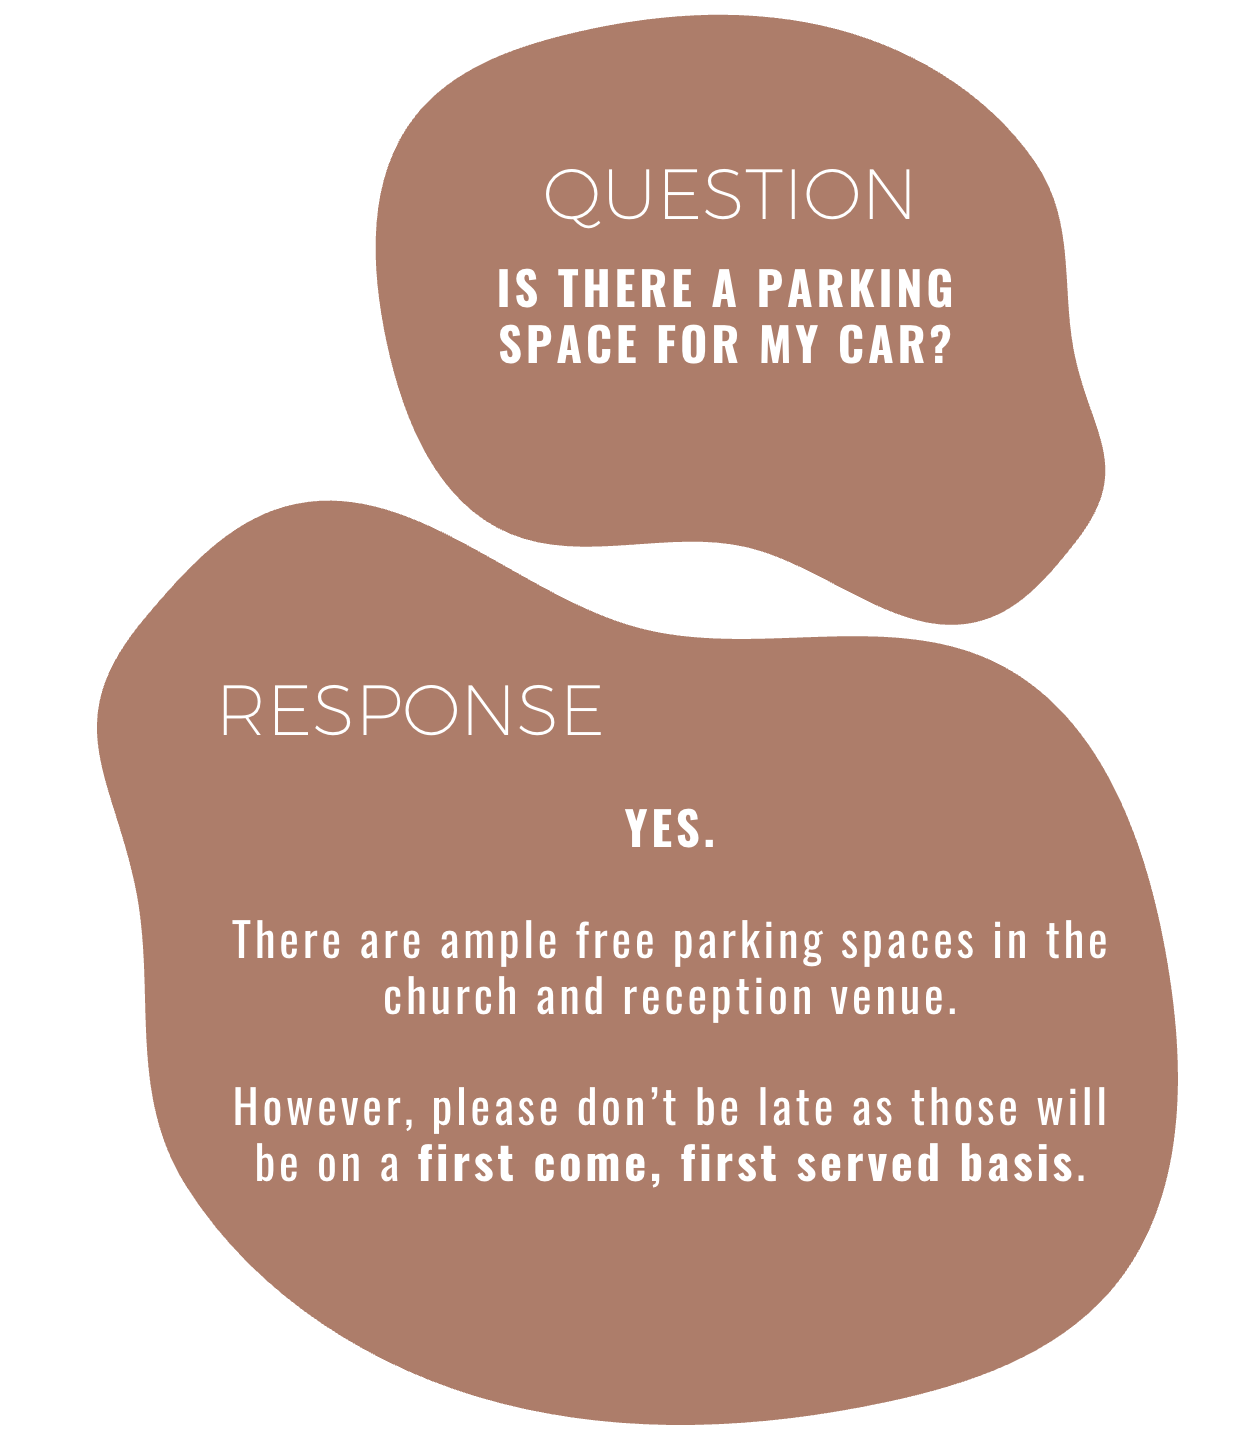 QUESTION
IS THERE A PARKING
SPACE FOR MY CAR?
RESPONSE
YES.
There are ample free parking spaces in the
church and reception venue.
However, please don’t be late as those will
be on a first come, first served basis.